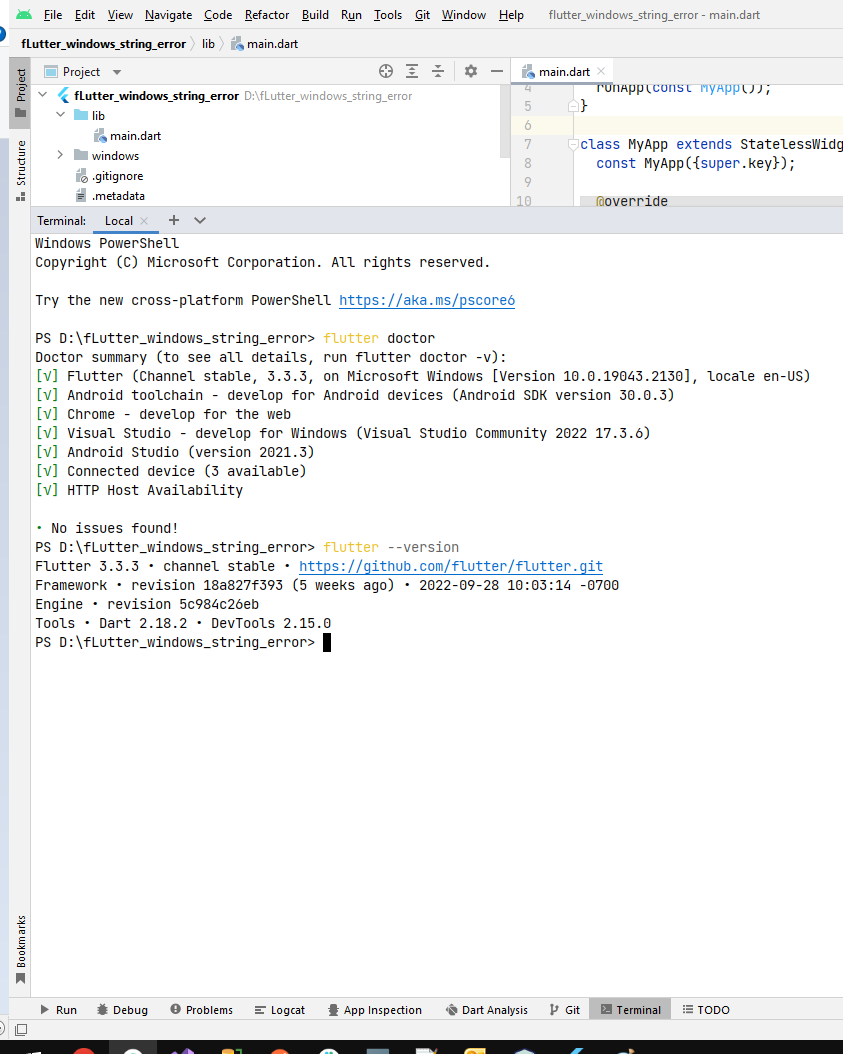 File Edit View Navigate Code Refactor Build Run Tools Git Window Help flutter_windows_string_error - main.dart
fLutter_windows_string_error lib main.dart
Project
Project
main.dart
fLutter_windows_string_error D:\fLutter_windows_string_error
lib
main.dart
windows
.gitignore
.metadata
4 runApp(const MyApp());
5 }
6
7 class MyApp extends StatelessWidg
8 const MyApp({super.key});
9
10 @override
Structure
Terminal: Local
Windows PowerShell
Copyright (C) Microsoft Corporation. All rights reserved.
Try the new cross-platform PowerShell https://aka.ms/pscore6
PS D:\fLutter_windows_string_error> flutter doctor
Doctor summary (to see all details, run flutter doctor -v):
[√] Flutter (Channel stable, 3.3.3, on Microsoft Windows [Version 10.0.19043.2130], locale en-US)
[√] Android toolchain - develop for Android devices (Android SDK version 30.0.3)
[√] Chrome - develop for the web
[√] Visual Studio - develop for Windows (Visual Studio Community 2022 17.3.6)
[√] Android Studio (version 2021.3)
[√] Connected device (3 available)
[√] HTTP Host Availability
• No issues found!
PS D:\fLutter_windows_string_error> flutter --version
Flutter 3.3.3 • channel stable • https://github.com/flutter/flutter.git
Framework • revision 18a827f393 (5 weeks ago) • 2022-09-28 10:03:14 -0700
Engine • revision 5c984c26eb
Tools • Dart 2.18.2 • DevTools 2.15.0
PS D:\fLutter_windows_string_error>
Bookmarks
Run Debug Problems Logcat App Inspection Dart Analysis Git Terminal TODO